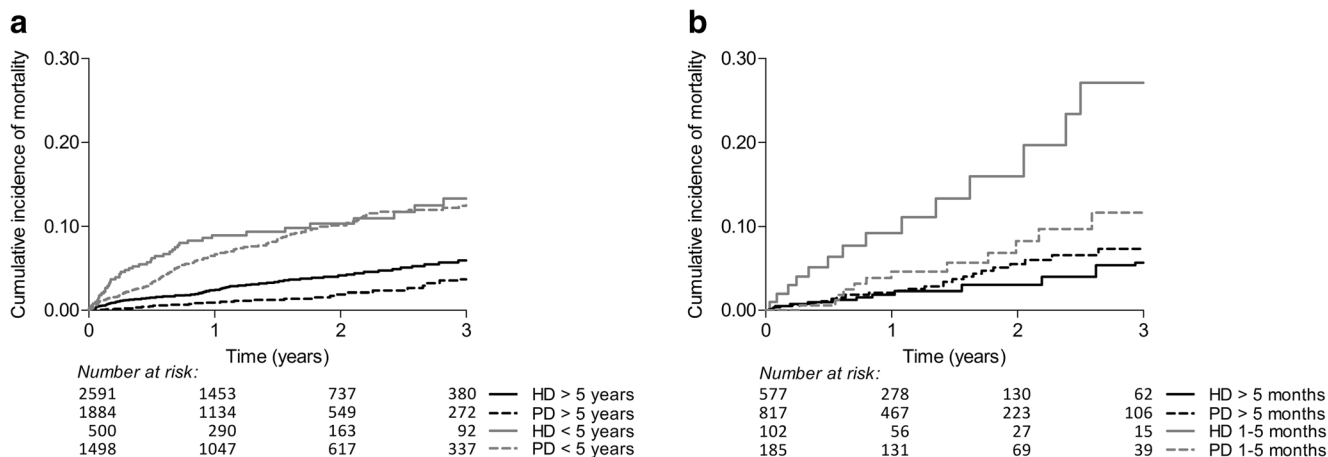 a
Cumulative incidence of mortality
0.30
0.20
0.10
0.00
0 1 2 3
Time (years)
Number at risk:
2591 1453 737 380 HD > 5 years
1884 1134 549 272 PD > 5 years
500 290 163 92 HD < 5 years
1498 1047 617 337 PD < 5 years
b
Cumulative incidence of mortality
0.30
0.20
0.10
0.00
0 1 2 3
Time (years)
Number at risk:
577 278 130 62 HD > 5 months
817 467 223 106 PD > 5 months
102 56 27 15 HD 1-5 months
185 131 69 39 PD 1-5 months